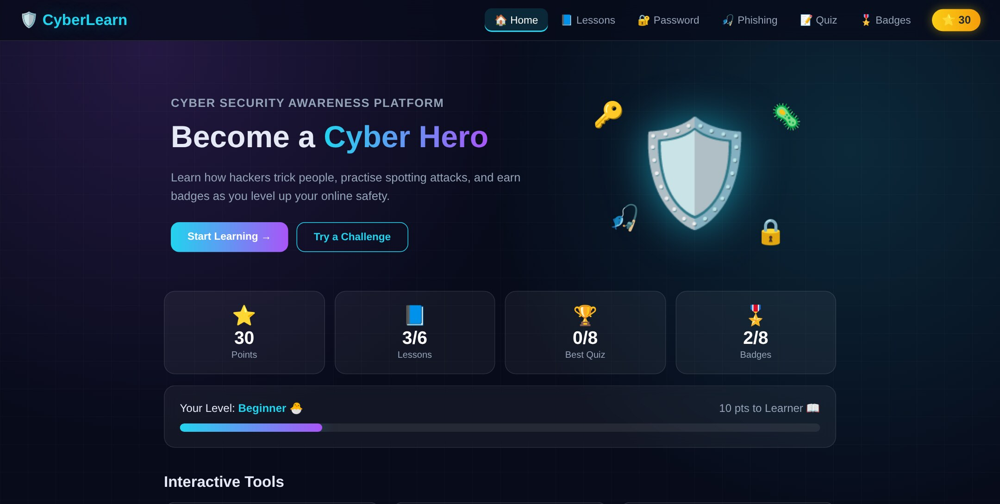 CyberLearn
Home
Lessons
Password
Phishing
Quiz
Badges
30
CYBER SECURITY AWARENESS PLATFORM
Become a Cyber Hero
Learn how hackers trick people, practise spotting attacks, and earn
badges as you level up your online safety.
Start Learning →
Try a Challenge
30
Points
3/6
Lessons
0/8
Best Quiz
2/8
Badges
Your Level: Beginner 🐣
10 pts to Learner 📖
Interactive Tools